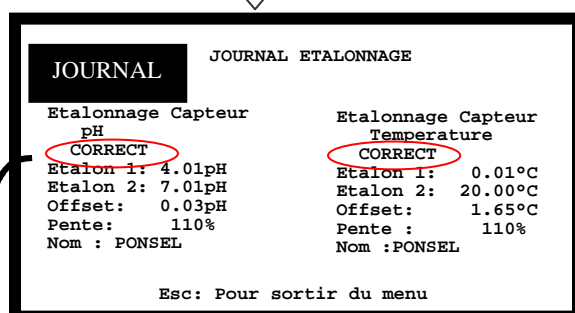 JOURNAL
JOURNAL ETALONNAGE
Etalonnage Capteur
pH
CORRECT
Etalon 1: 4.01pH
Etalon 2: 7.01pH
Offset: 0.03pH
Pente: 110%
Nom : PONSEL
Etalonnage Capteur
Temperature
CORRECT
Etalon 1: 0.01°C
Etalon 2: 20.00°C
Offset: 1.65°C
Pente : 110%
Nom :PONSEL
Esc: Pour sortir du menu